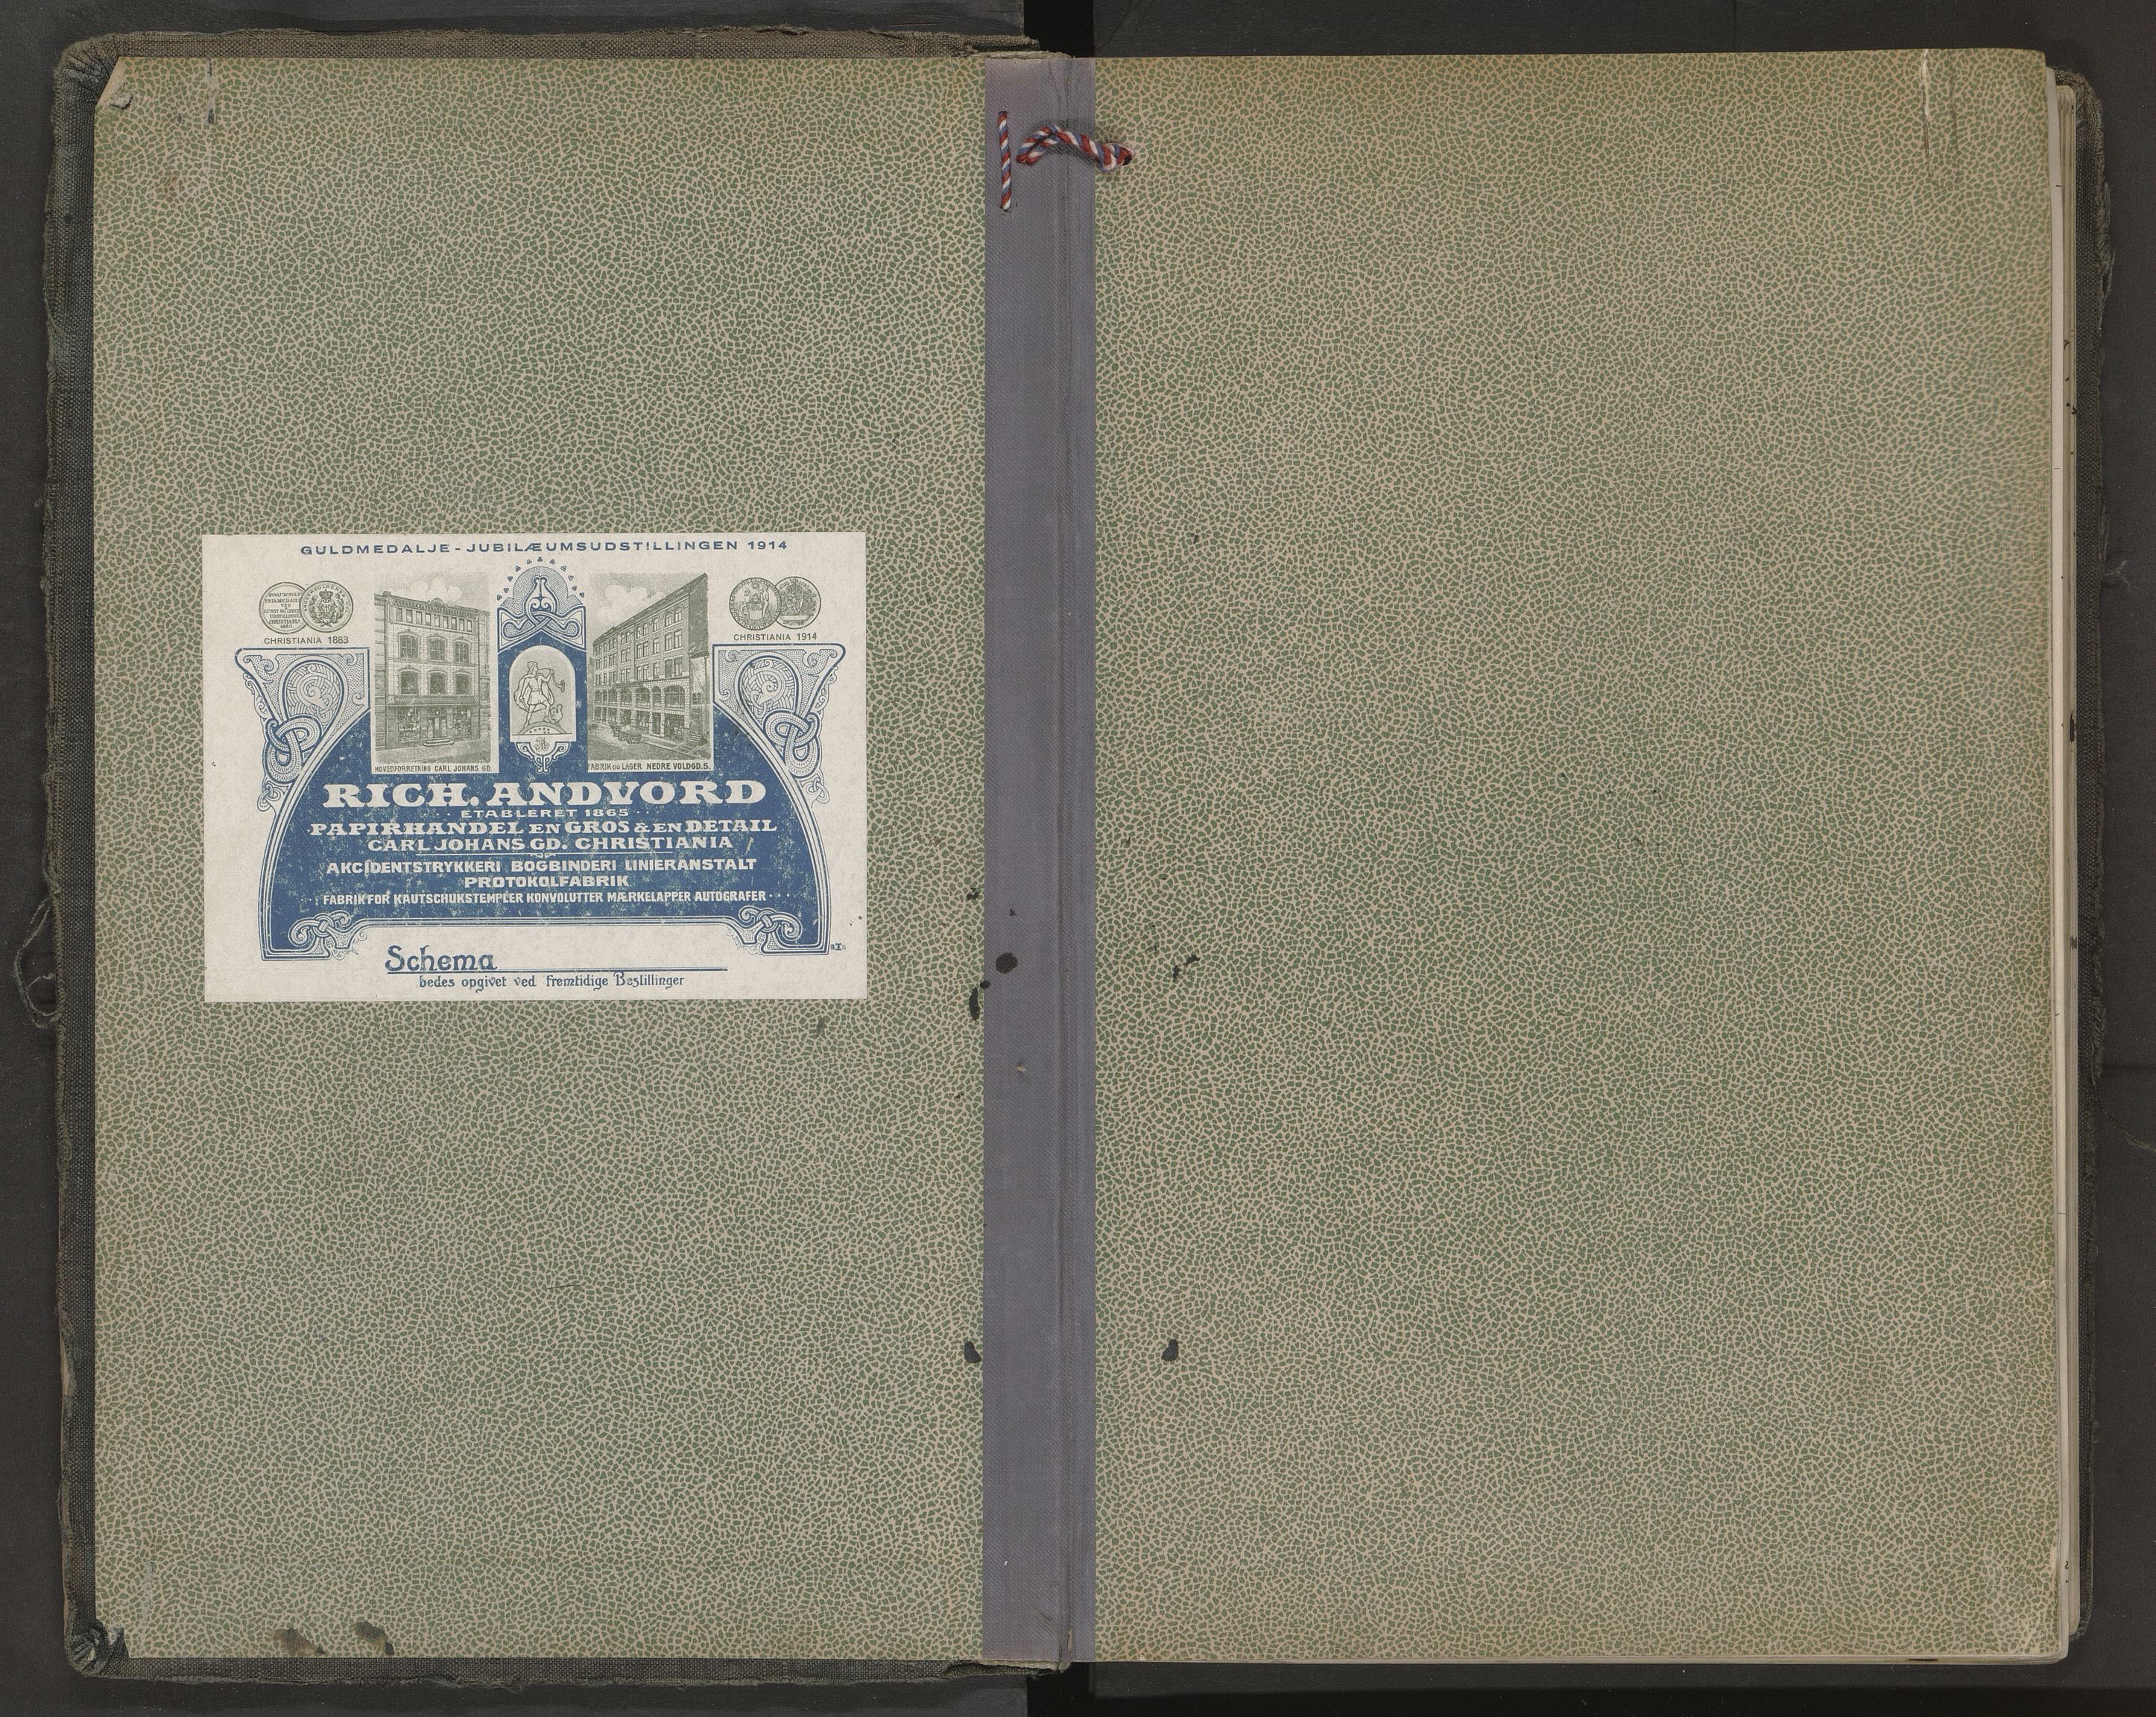 GULDMEDALJE - JUBILÆUMSUDSTILLINGEN 1914
CHRISTIANIA 1883
CHRISTIANIA 1914
HOVEDFORRETNING CARL JOHANS GD.
FABRIK OG LAGER NEDRE VOLDGD. 5.
RICH. ANDVORD
ETABLERET 1865
PAPIRHANDEL EN GROS & EN DETAIL
CARL JOHANS GD. CHRISTIANIA
AKCIDENTSTRYKKERI BOGBINDERI LINIERANSTALT
PROTOKOLFABRIK
FABRIK FOR KAUTSCHUKSTEMPLER KONVOLUTTER MÆRKELAPPER AUTOGRAFER
Schema
bedes opgivet ved fremtidige Bestillinger